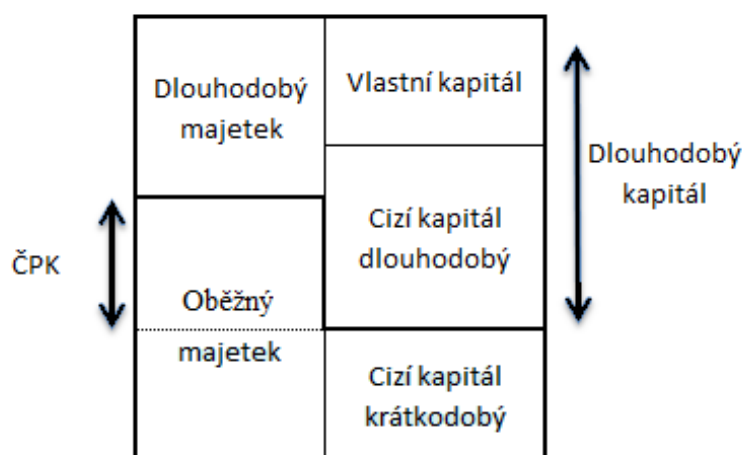 Dlouhodobý
majetek
Vlastní kapitál
Dlouhodobý
kapitál
Cizí kapitál
dlouhodobý
ČPK
Oběžný
majetek
Cizí kapitál
krátkodobý